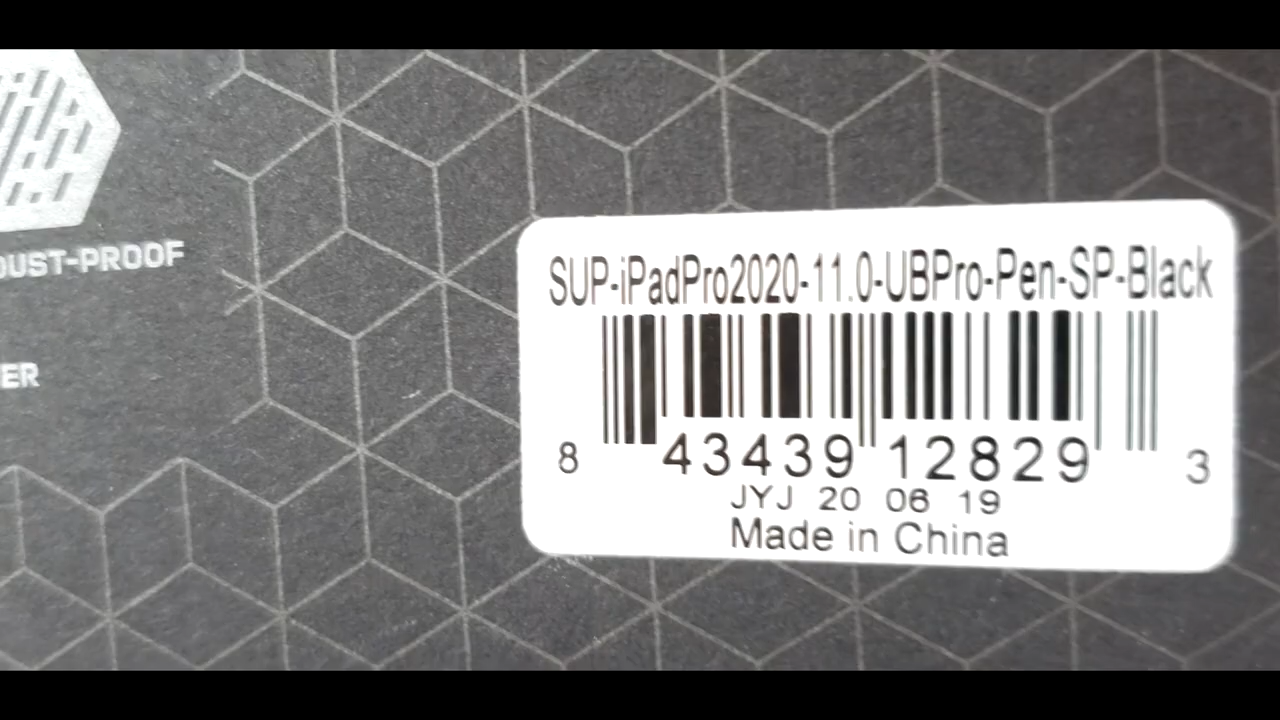 DUST-PROOF
ER
SUP-iPadPro2020-11.0-UBPro-Pen-SP-Black
8 43439 12829 3
JYJ 20 06 19
Made in China